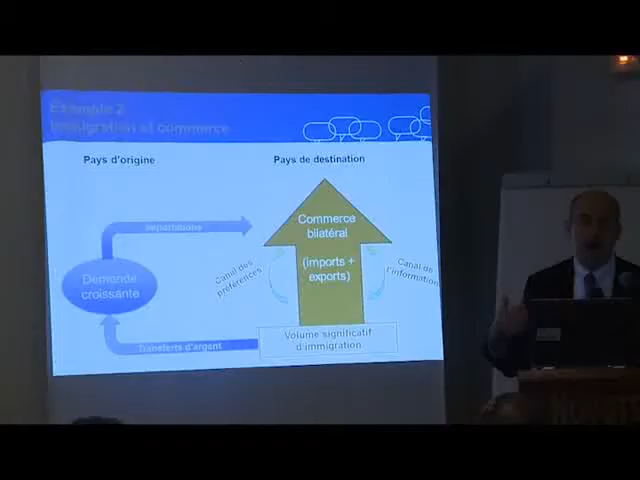 Example 2
Immigration et commerce
Pays d'origine
Pays de destination
Importations
Commerce
bilatéral
(imports +
exports)
Canal des
préférences
Canal de
l'information
Demande
croissante
Volume significatif
d'immigration
Transferts d'argent